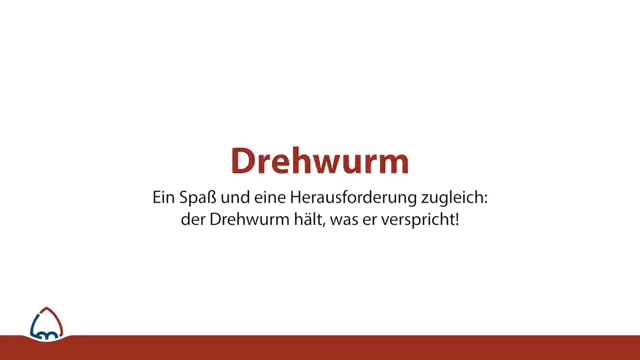 Drehwurm
Ein Spaß und eine Herausforderung zugleich:
der Drehwurm hält, was er verspricht!